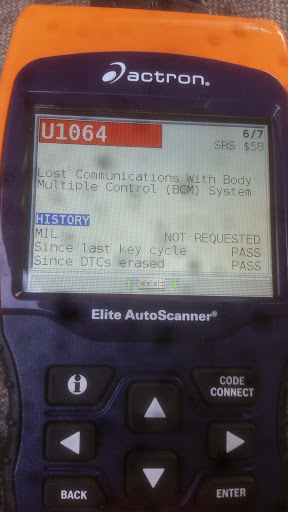 actron®
U1064
6/7
SRS $58
Lost Communications With Body
Multiple Control (BCM) System
HISTORY
MIL NOT REQUESTED
Since last key cycle PASS
Since DTCs erased PASS
CODE
Elite AutoScanner®
i
CODE
CONNECT
BACK
ENTER